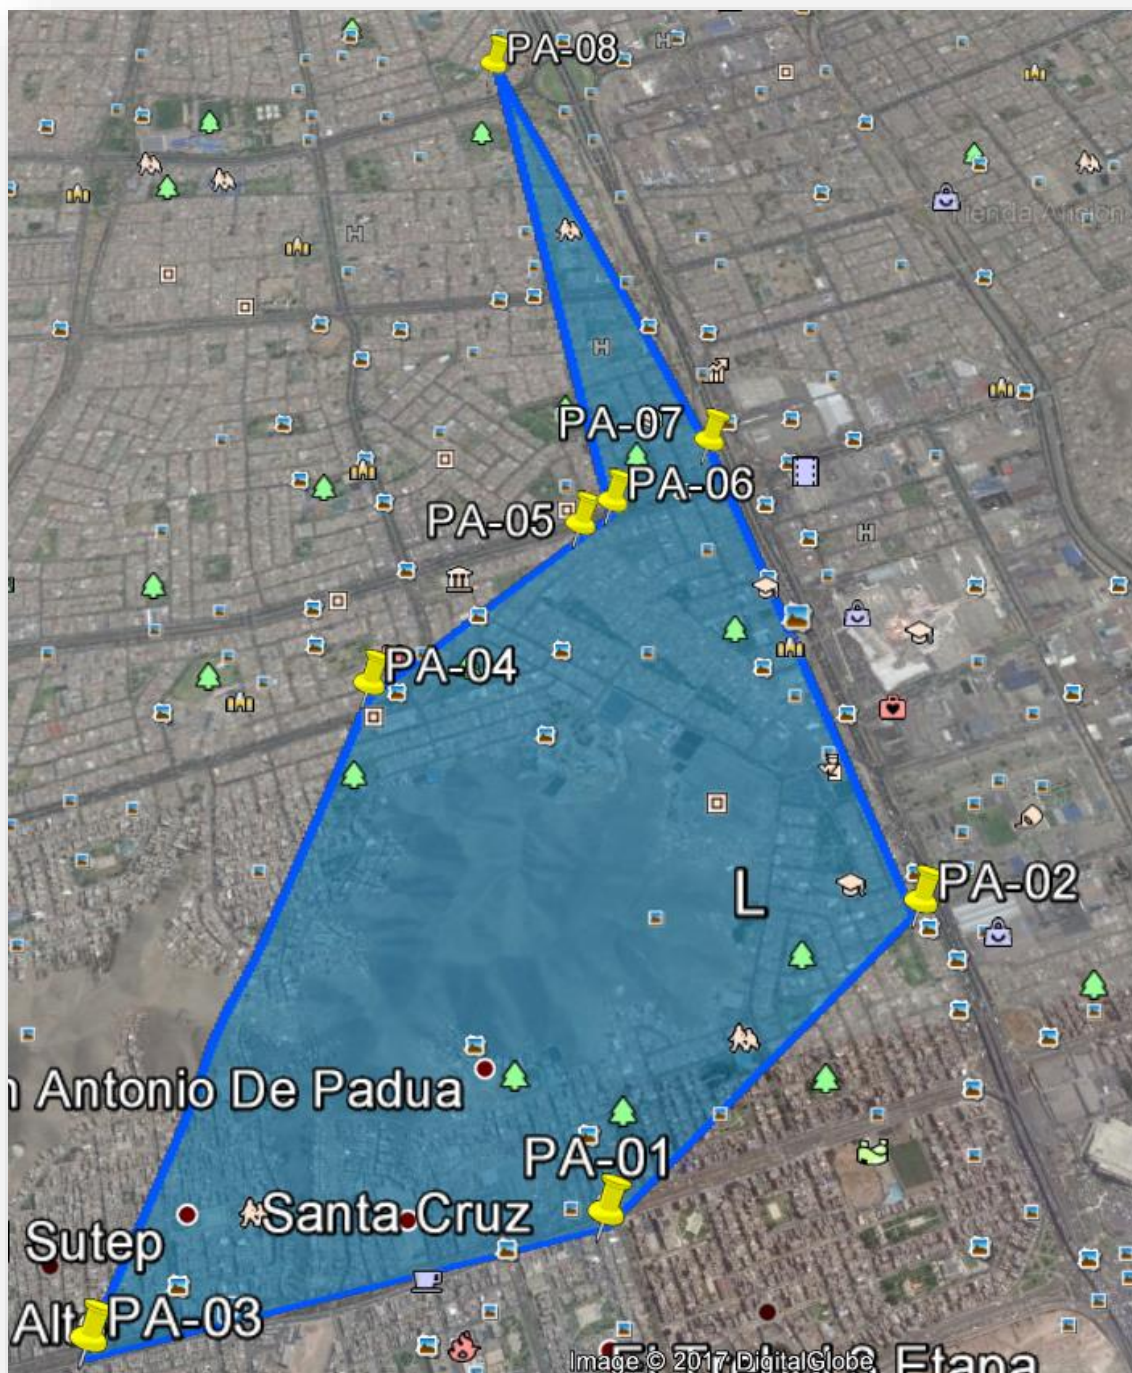 PA-08
PA-07
PA-06
PA-05
PA-04
L
PA-02
Antonio De Padua
PA-01
Santa Cruz
Sutep
PA-03
Image © 2017 DigitalGlobe
Etapa